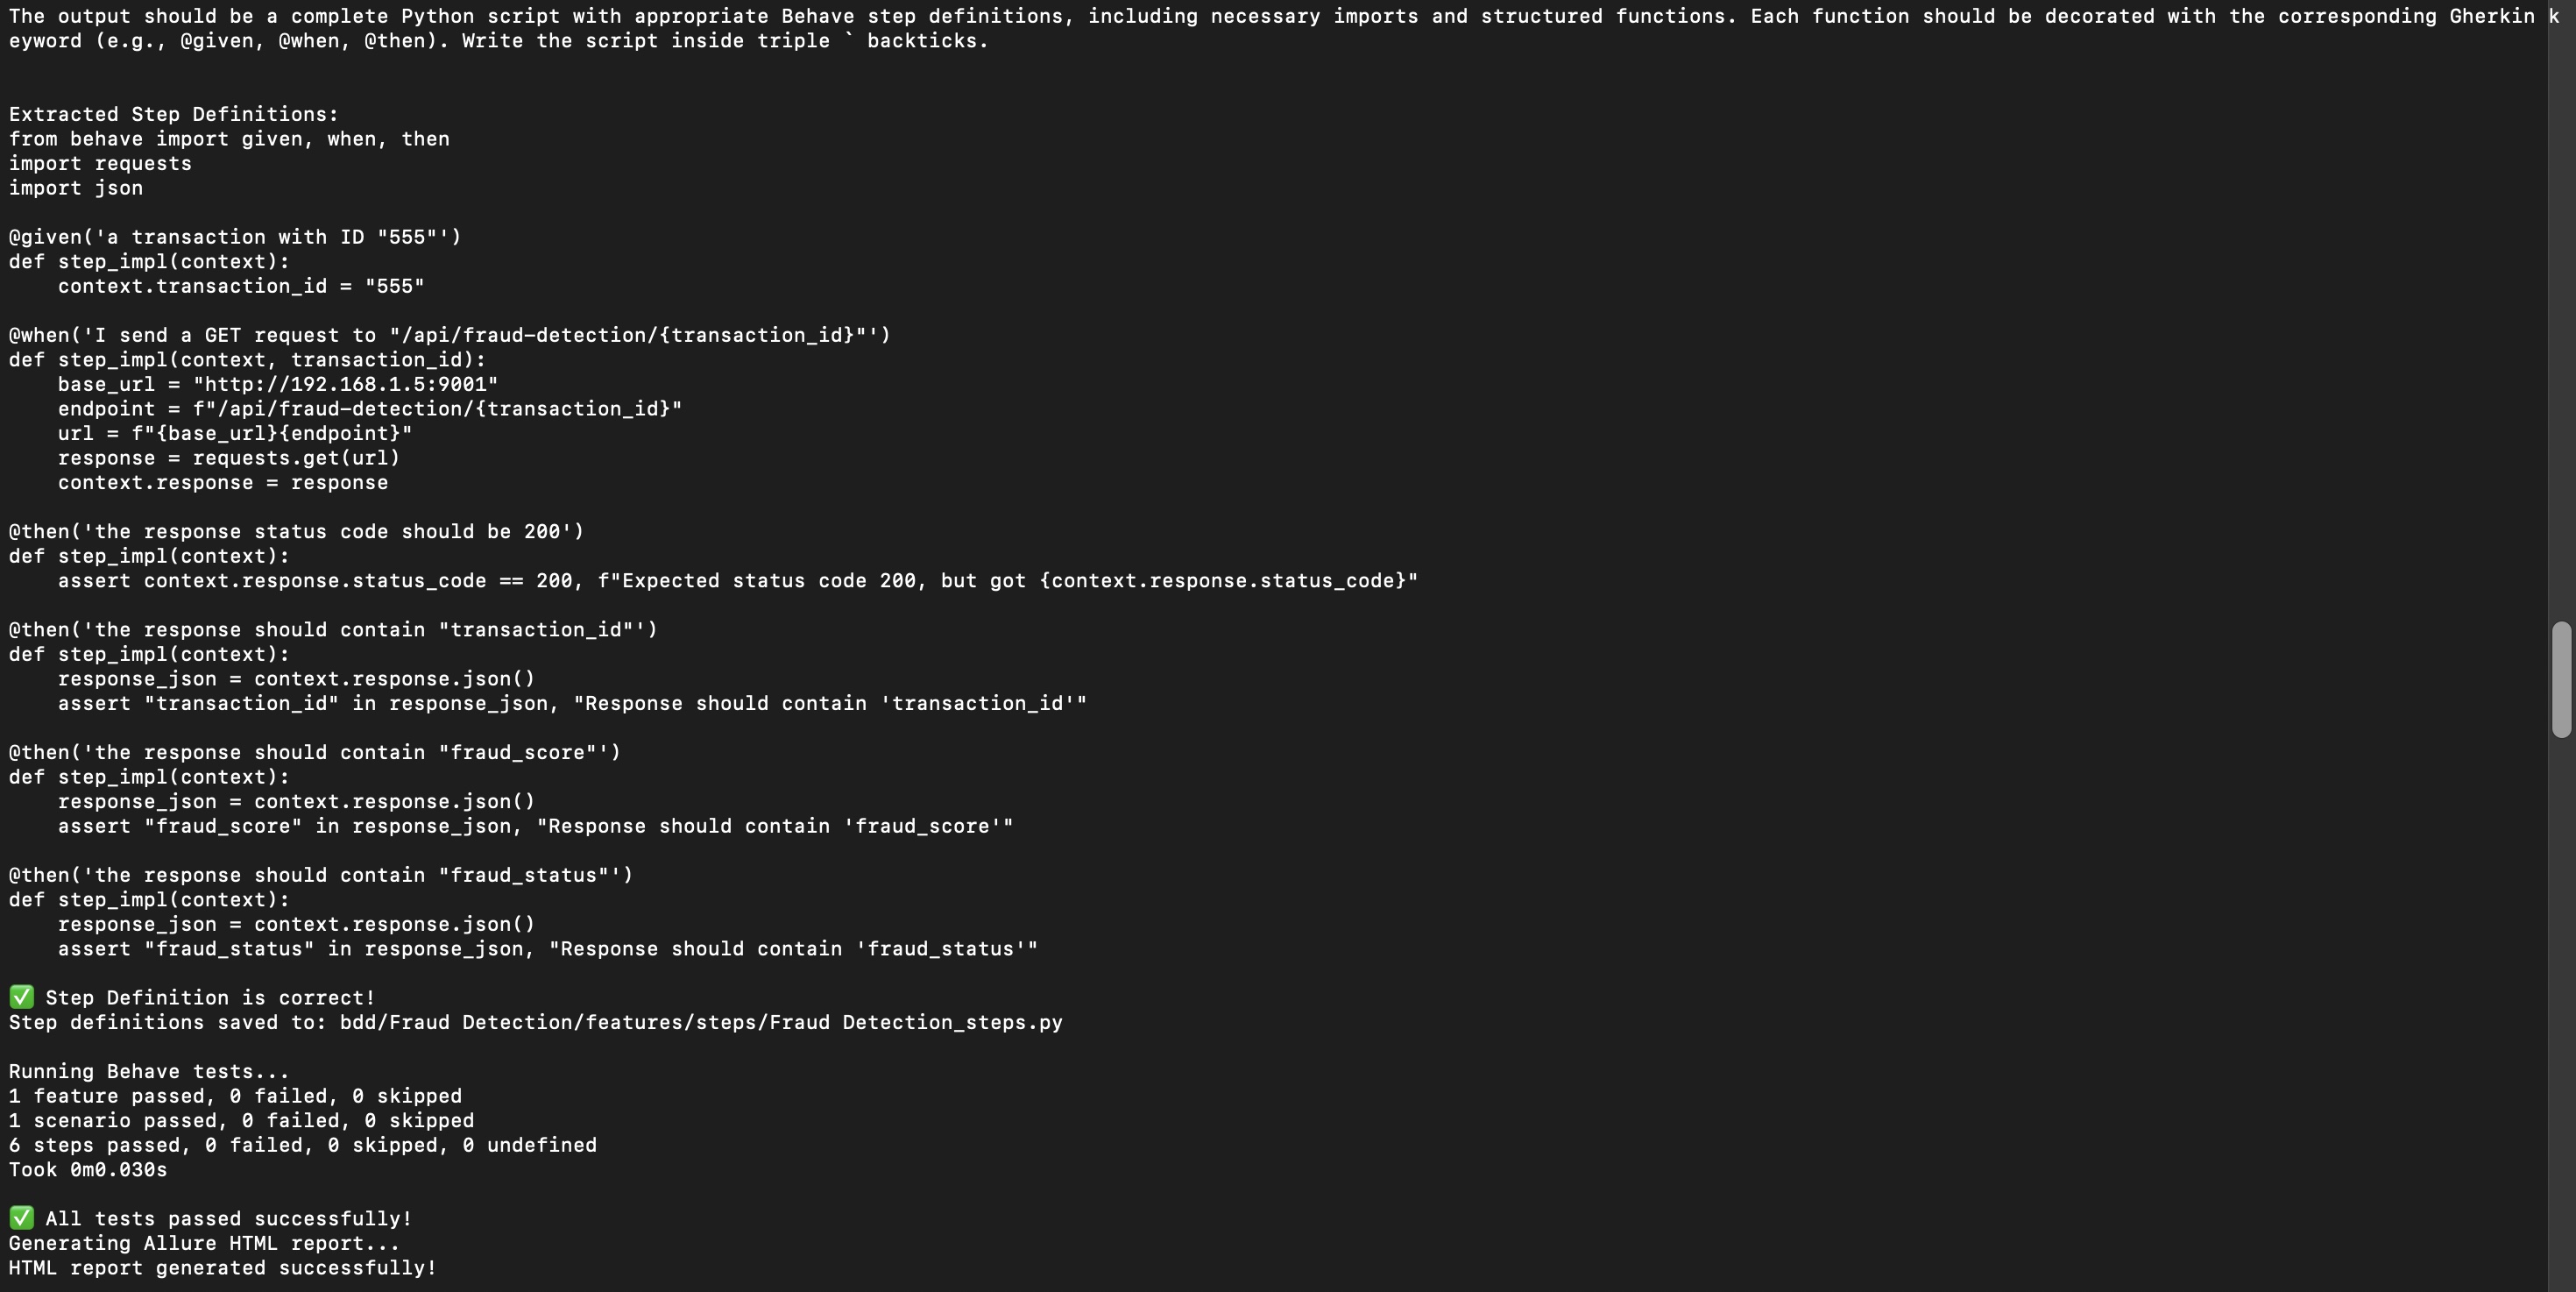 The output should be a complete Python script with appropriate Behave step definitions, including necessary imports and structured functions. Each function should be decorated with the corresponding Gherkin k
eyword (e.g., @given, @when, @then). Write the script inside triple ` backticks.
Extracted Step Definitions:
from behave import given, when, then
import requests
import json
@given('a transaction with ID "555"')
def step_impl(context):
    context.transaction_id = "555"
@when('I send a GET request to "/api/fraud-detection/{transaction_id}"')
def step_impl(context, transaction_id):
    base_url = "http://192.168.1.5:9001"
    endpoint = f"/api/fraud-detection/{transaction_id}"
    url = f"{base_url}{endpoint}"
    response = requests.get(url)
    context.response = response
@then('the response status code should be 200')
def step_impl(context):
    assert context.response.status_code == 200, f"Expected status code 200, but got {context.response.status_code}"
@then('the response should contain "transaction_id"')
def step_impl(context):
    response_json = context.response.json()
    assert "transaction_id" in response_json, "Response should contain 'transaction_id'"
@then('the response should contain "fraud_score"')
def step_impl(context):
    response_json = context.response.json()
    assert "fraud_score" in response_json, "Response should contain 'fraud_score'"
@then('the response should contain "fraud_status"')
def step_impl(context):
    response_json = context.response.json()
    assert "fraud_status" in response_json, "Response should contain 'fraud_status'"
✅ Step Definition is correct!
Step definitions saved to: bdd/Fraud Detection/features/steps/Fraud Detection_steps.py
Running Behave tests...
1 feature passed, 0 failed, 0 skipped
1 scenario passed, 0 failed, 0 skipped
6 steps passed, 0 failed, 0 skipped, 0 undefined
Took 0m0.030s
✅ All tests passed successfully!
Generating Allure HTML report...
HTML report generated successfully!